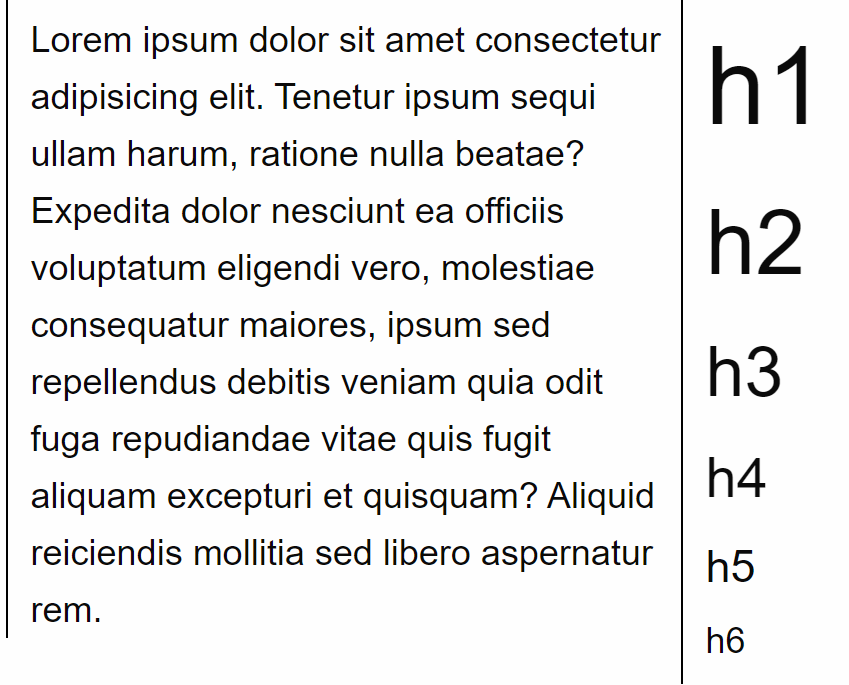 Lorem ipsum dolor sit amet consectetur
adipisicing elit. Tenetur ipsum sequi
ullam harum, ratione nulla beatae?
Expedita dolor nesciunt ea officiis
voluptatum eligendi vero, molestiae
consequatur maiores, ipsum sed
repellendus debitis veniam quia odit
fuga repudiandae vitae quis fugit
aliquam excepturi et quisquam? Aliquid
reiciendis mollitia sed libero aspernatur
rem.
h1
h2
h3
h4
h5
h6